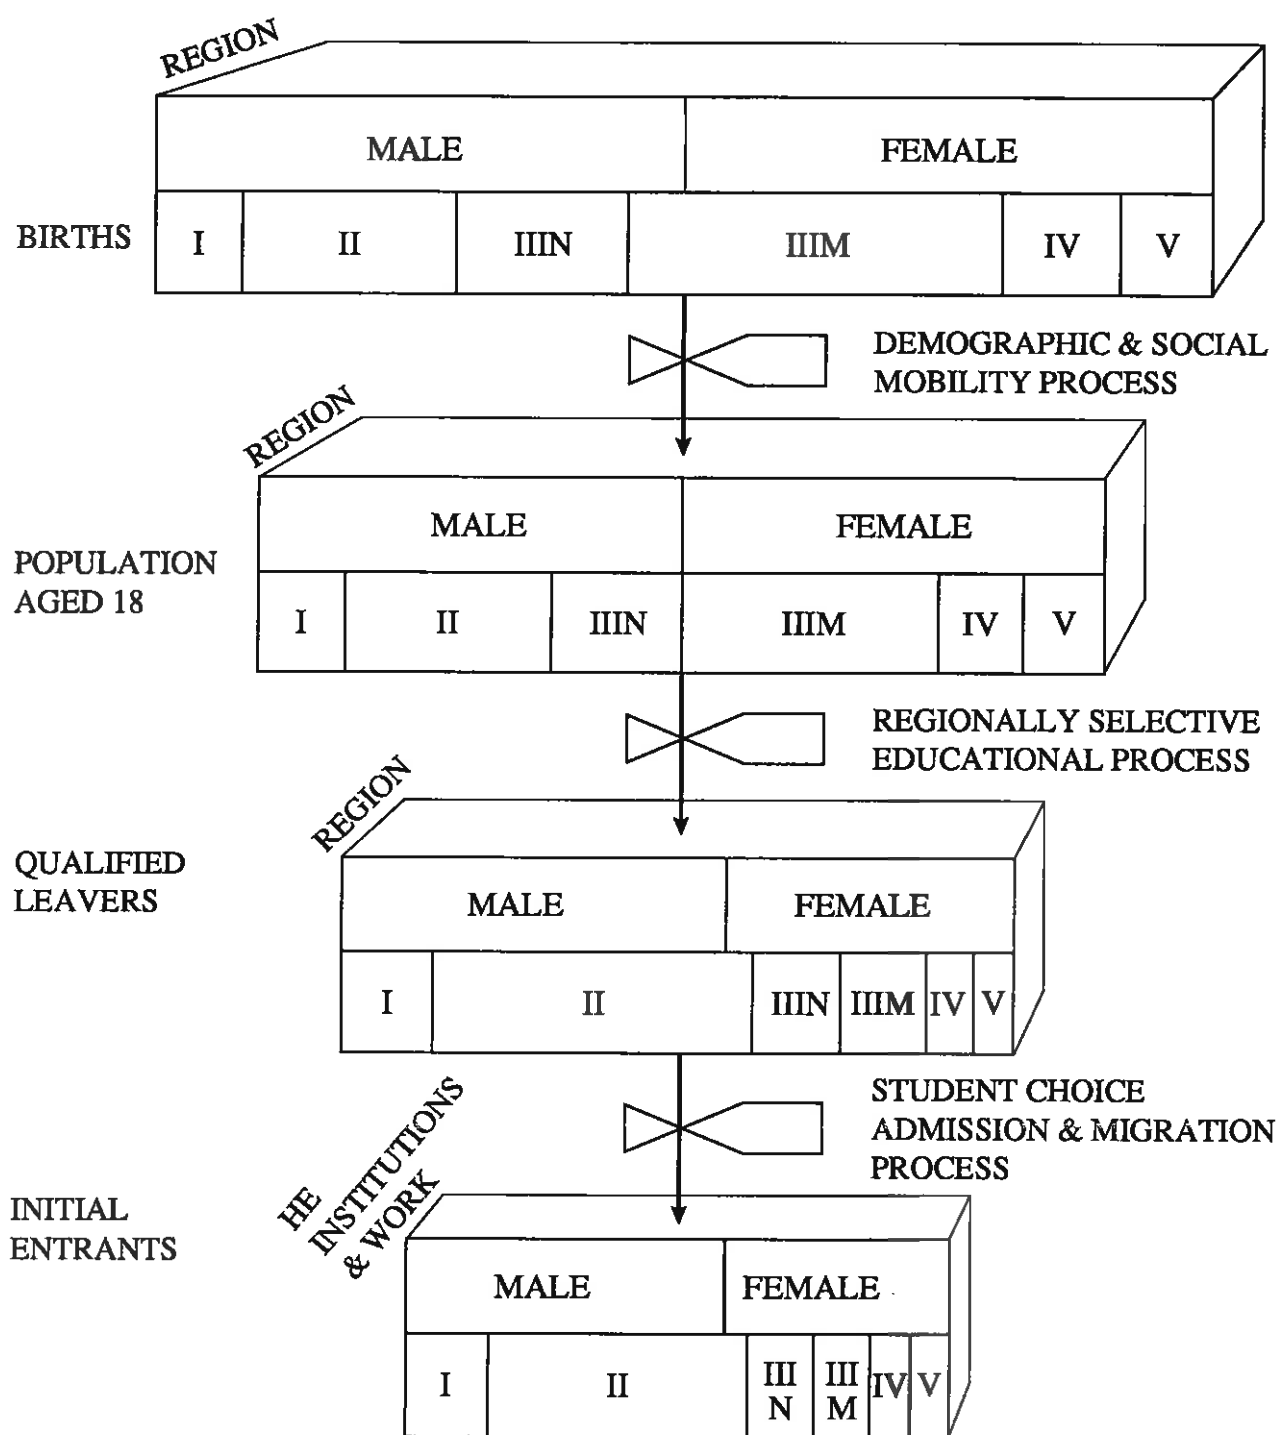 REGION
MALE FEMALE
BIRTHS I II IIIN IIIM IV V
DEMOGRAPHIC & SOCIAL
MOBILITY PROCESS
REGION
MALE FEMALE
POPULATION
AGED 18
I II IIIN IIIM IV V
REGIONALLY SELECTIVE
EDUCATIONAL PROCESS
REGION
QUALIFIED
LEAVERS
MALE FEMALE
I II IIIN IIIM IV V
STUDENT CHOICE
ADMISSION & MIGRATION
PROCESS
HE
INSTITUTIONS
& WORK
INITIAL
ENTRANTS
MALE FEMALE
I II III
N III
M IV V